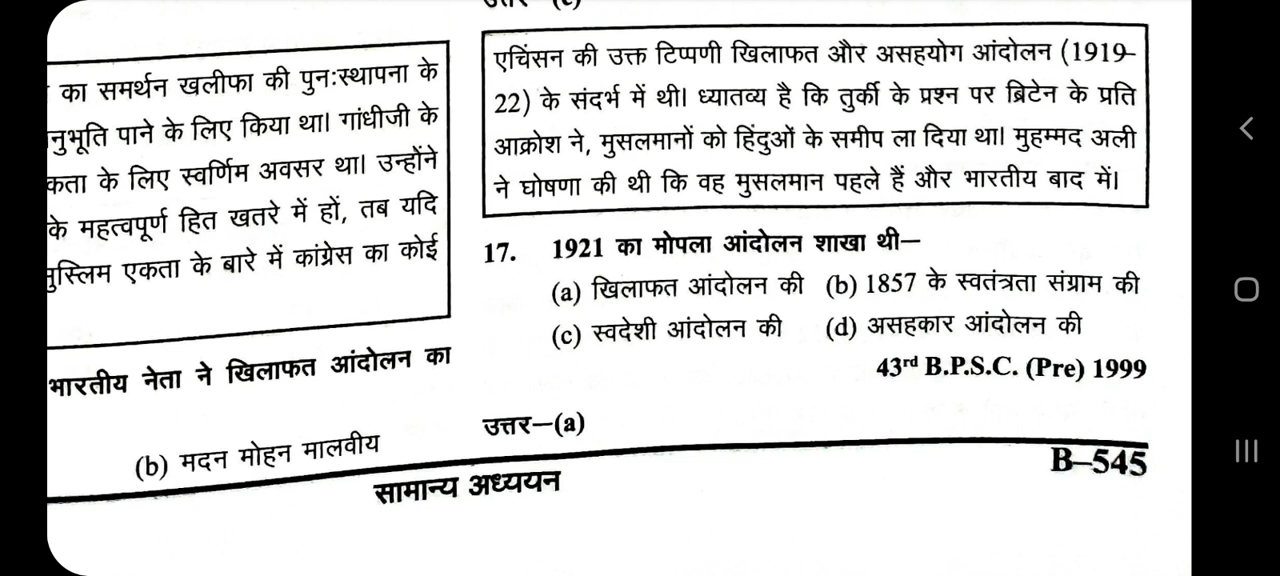 का समर्थन खलीफा की पुनःस्थापना के
नुभूति पाने के लिए किया था। गांधीजी के
कता के लिए स्वर्णिम अवसर था। उन्होंने
के महत्वपूर्ण हित खतरे में हों, तब यदि
मुस्लिम एकता के बारे में कांग्रेस का कोई
भारतीय नेता ने खिलाफत आंदोलन का
(b) मदन मोहन मालवीय
उत्तर—(c)
एचिंसन की उक्त टिप्पणी खिलाफत और असहयोग आंदोलन (1919-
22) के संदर्भ में थी। ध्यातव्य है कि तुर्की के प्रश्न पर ब्रिटेन के प्रति
आक्रोश ने, मुसलमानों को हिंदुओं के समीप ला दिया था। मुहम्मद अली
ने घोषणा की थी कि वह मुसलमान पहले हैं और भारतीय बाद में।
17. 1921 का मोपला आंदोलन शाखा थी—
(a) खिलाफत आंदोलन की (b) 1857 के स्वतंत्रता संग्राम की
(c) स्वदेशी आंदोलन की (d) असहकार आंदोलन की
43rd B.P.S.C. (Pre) 1999
उत्तर—(a)
सामान्य अध्ययन
B–545